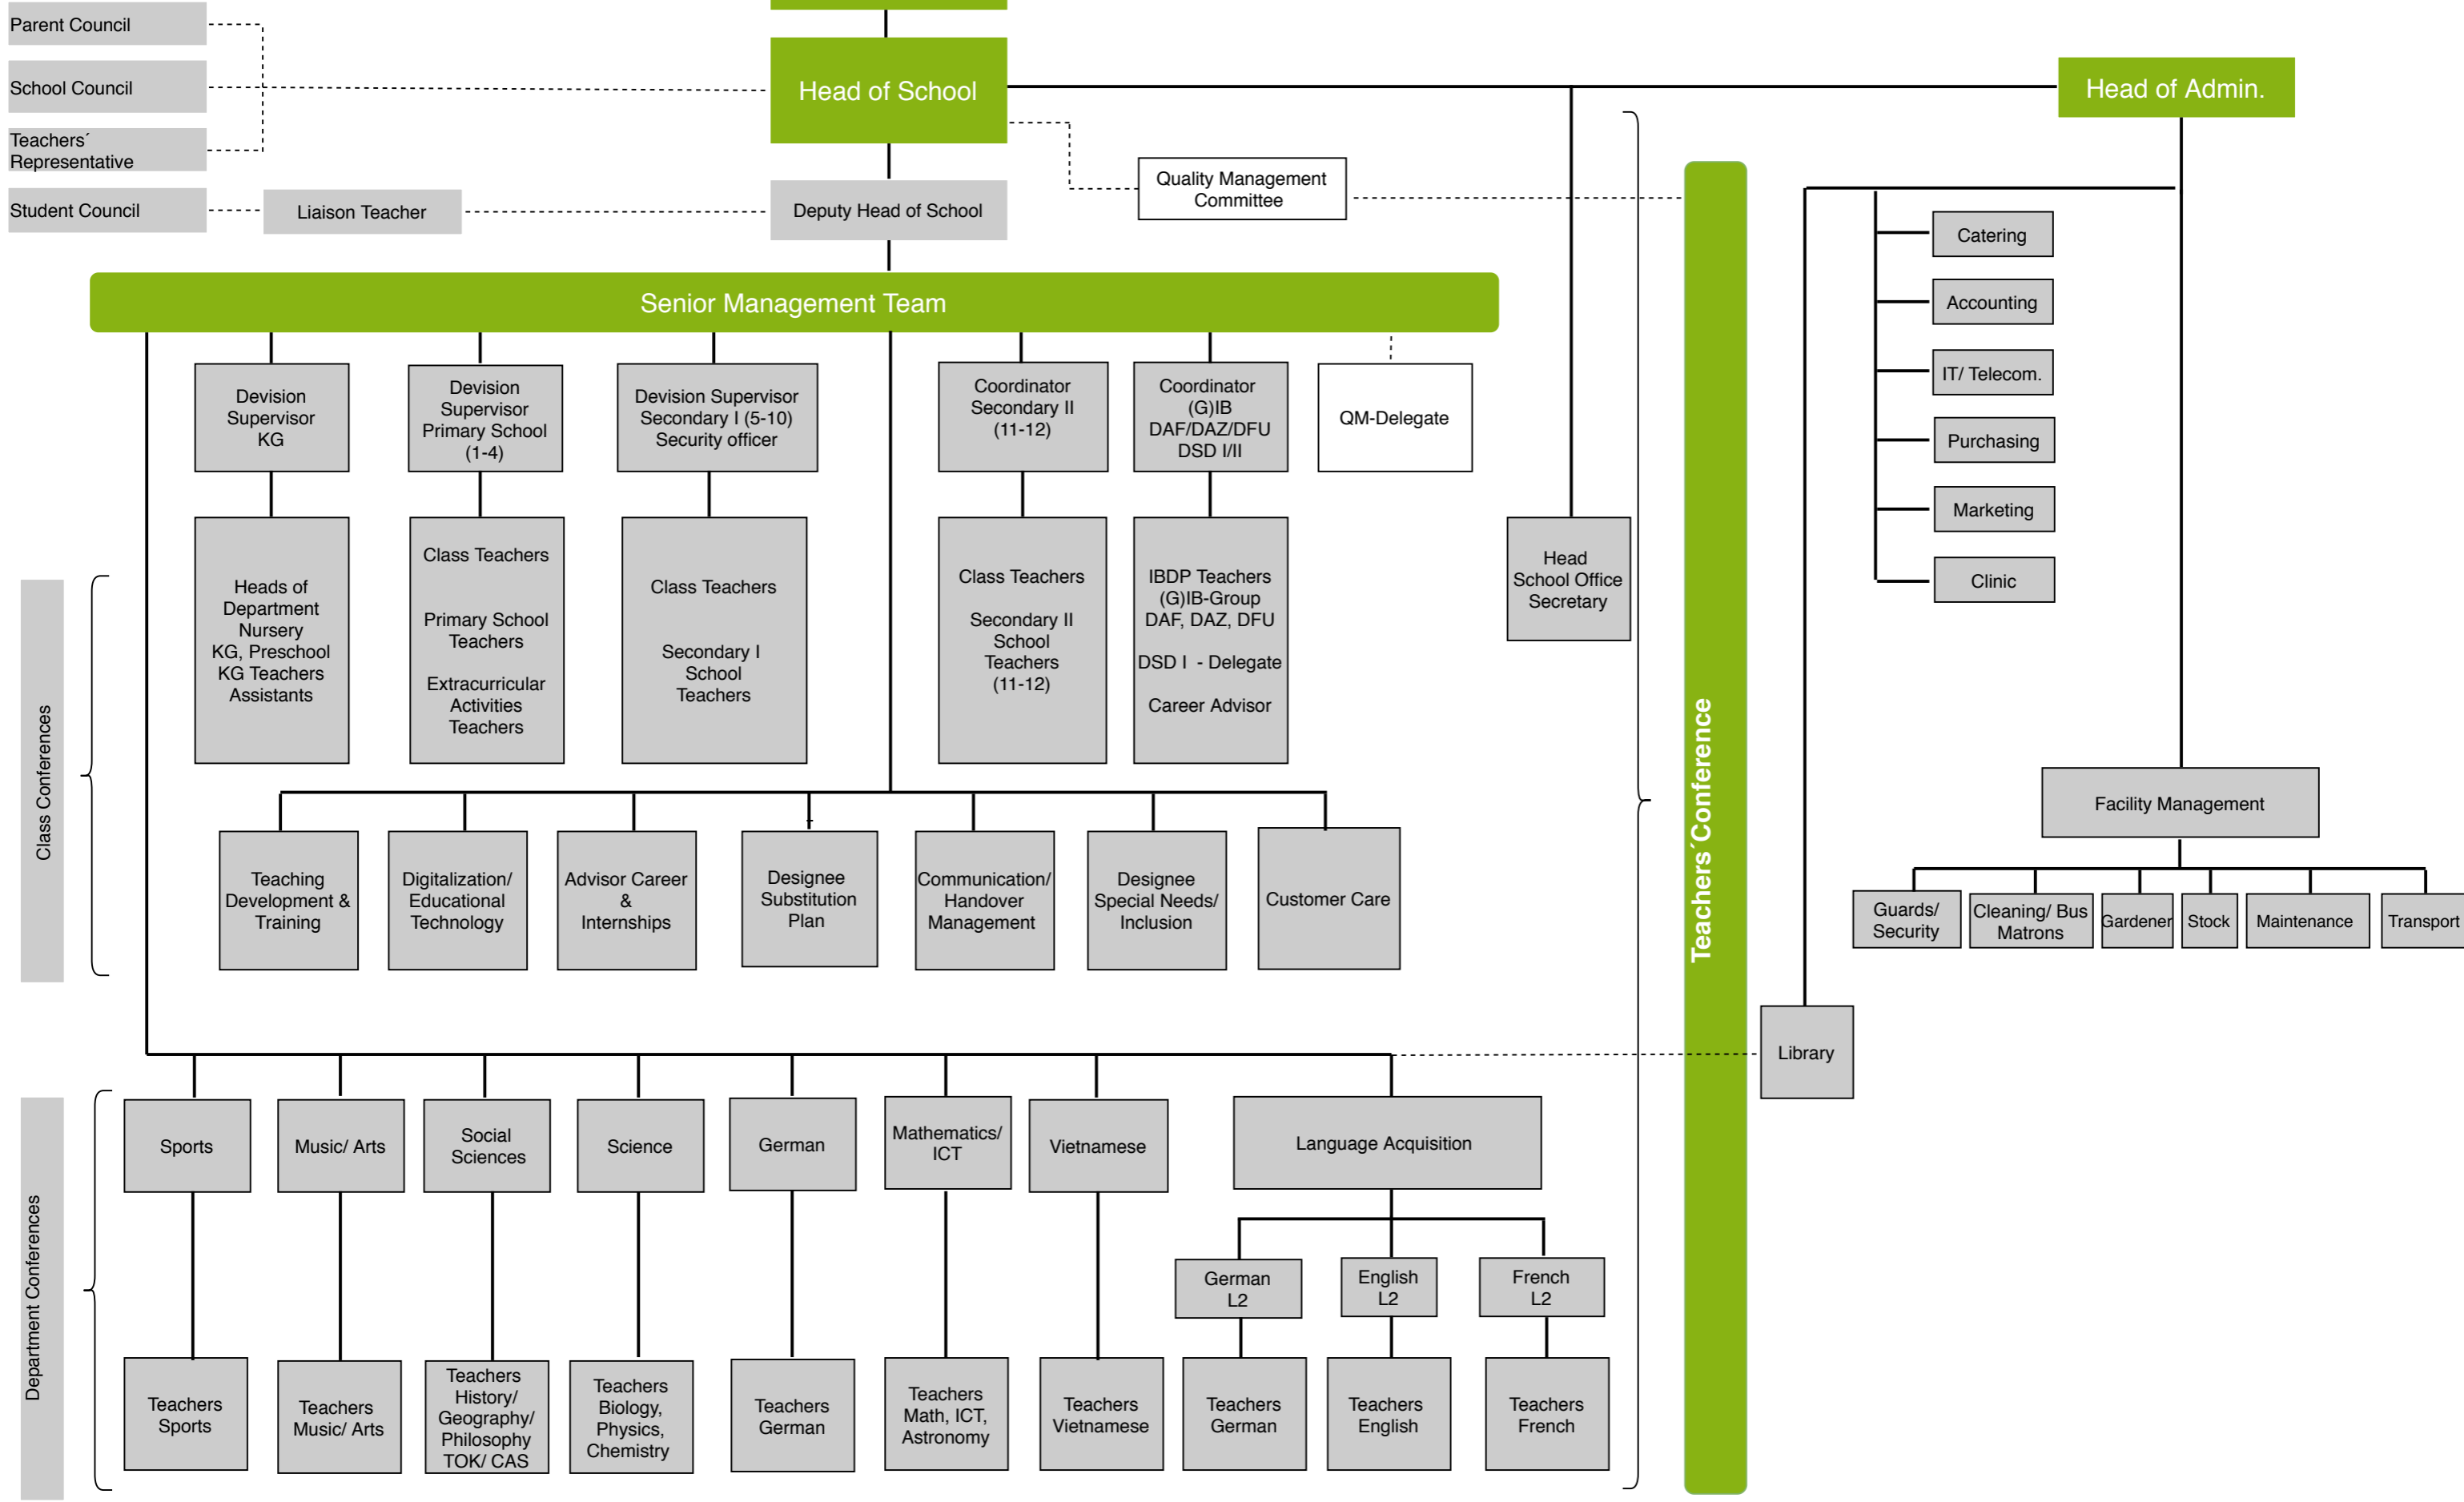 Parent Council
School Council
Teachers´
Representative
Student Council
Liaison Teacher
Head of School
Deputy Head of School
Quality Management
Committee
Head of Admin.
Senior Management Team
Devision
Supervisor
KG
Devision
Supervisor
Primary School
(1-4)
Devision Supervisor
Secondary I (5-10)
Security officer
Coordinator
Secondary II
(11-12)
Coordinator
(G)IB
DAF/DAZ/DFU
DSD I/II
QM-Delegate
Heads of
Department
Nursery
KG, Preschool
KG Teachers
Assistants
Class Teachers
Primary School
Teachers
Extracurricular
Activities
Teachers
Class Teachers
Secondary I
School
Teachers
Class Teachers
Secondary II
School
Teachers
(11-12)
IBDP Teachers
(G)IB-Group
DAF, DAZ, DFU
DSD I - Delegate
Career Advisor
Head
School Office
Secretary
Class Conferences
Teaching
Development &
Training
Digitalization/
Educational
Technology
Advisor Career
&
Internships
-
Designee
Substitution
Plan
Communication/
Handover
Management
Designee
Special Needs/
Inclusion
Customer Care
Teachers´Conference
Catering
Accounting
IT/ Telecom.
Purchasing
Marketing
Clinic
Facility Management
Guards/
Security
Cleaning/ Bus
Matrons
Gardener
Stock
Maintenance
Transport
Library
Department Conferences
Sports
Music/ Arts
Social
Sciences
Science
German
Mathematics/
ICT
Vietnamese
Language Acquisition
German
L2
English
L2
French
L2
Teachers
Sports
Teachers
Music/ Arts
Teachers
History/
Geography/
Philosophy
TOK/ CAS
Teachers
Biology,
Physics,
Chemistry
Teachers
German
Teachers
Math, ICT,
Astronomy
Teachers
Vietnamese
Teachers
German
Teachers
English
Teachers
French